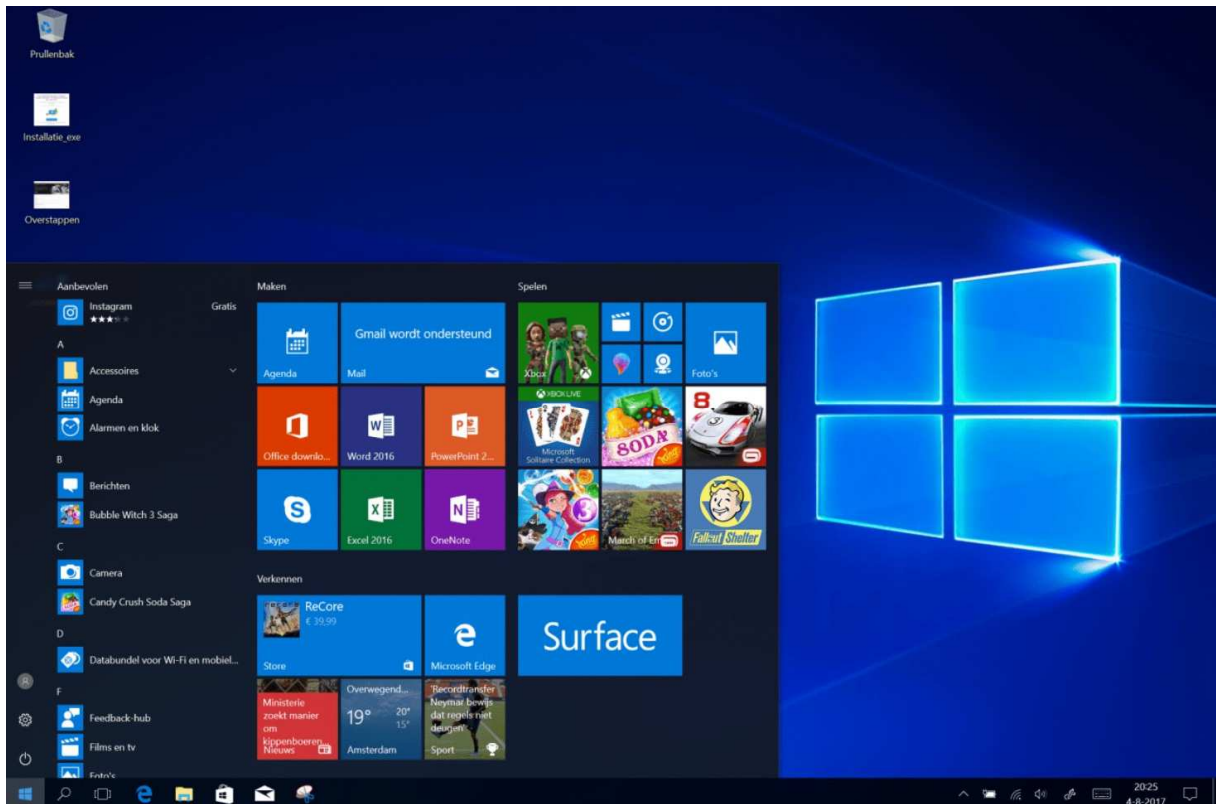 Prullenbak
Installatie_exe
Overstappen
Aanbevolen
Instagram
Gratis
A
Accessoires
Agenda
Alarmen en klok
B
Berichten
Bubble Witch 3 Saga
C
Camera
Candy Crush Soda Saga
D
Databundel voor Wi-Fi en mobiel...
F
Feedback-hub
Films en tv
Foto's
Maken
Agenda
Gmail wordt ondersteund
Mail
Office downlo...
Word 2016
PowerPoint 2...
Skype
Excel 2016
OneNote
Spelen
Xbox
Foto's
XBOX LIVE
Microsoft
Solitaire Collection
SODA
King
8
3
3
King
March of Em
Fallout Shelter
Verkennen
ReCore
€ 39,99
Store
Microsoft Edge
Surface
Ministerie
zoekt manier
om
kippenboeren
Nieuws
Overwegend...
19° 20°
15°
Amsterdam
'Recordtransfer
Neymar bewijs
dat regels niet
deugen'
Sport
20:25
4-8-2017